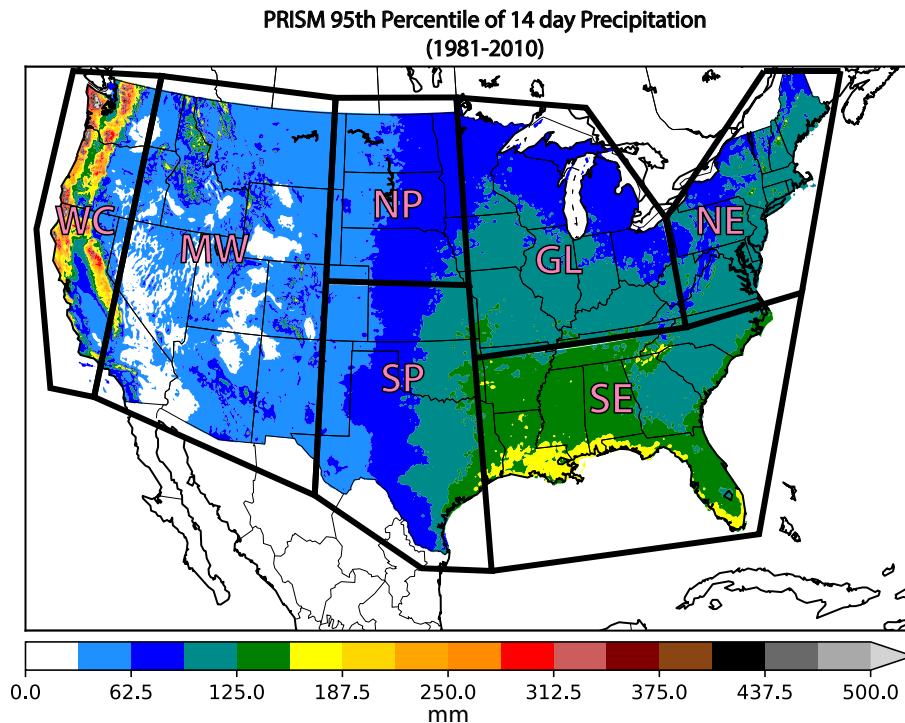 PRISM 95th Percentile of 14 day Precipitation
(1981-2010)
WC
MW
NP
SP
GL
NE
SE
0.0 62.5 125.0 187.5 250.0 312.5 375.0 437.5 500.0
mm